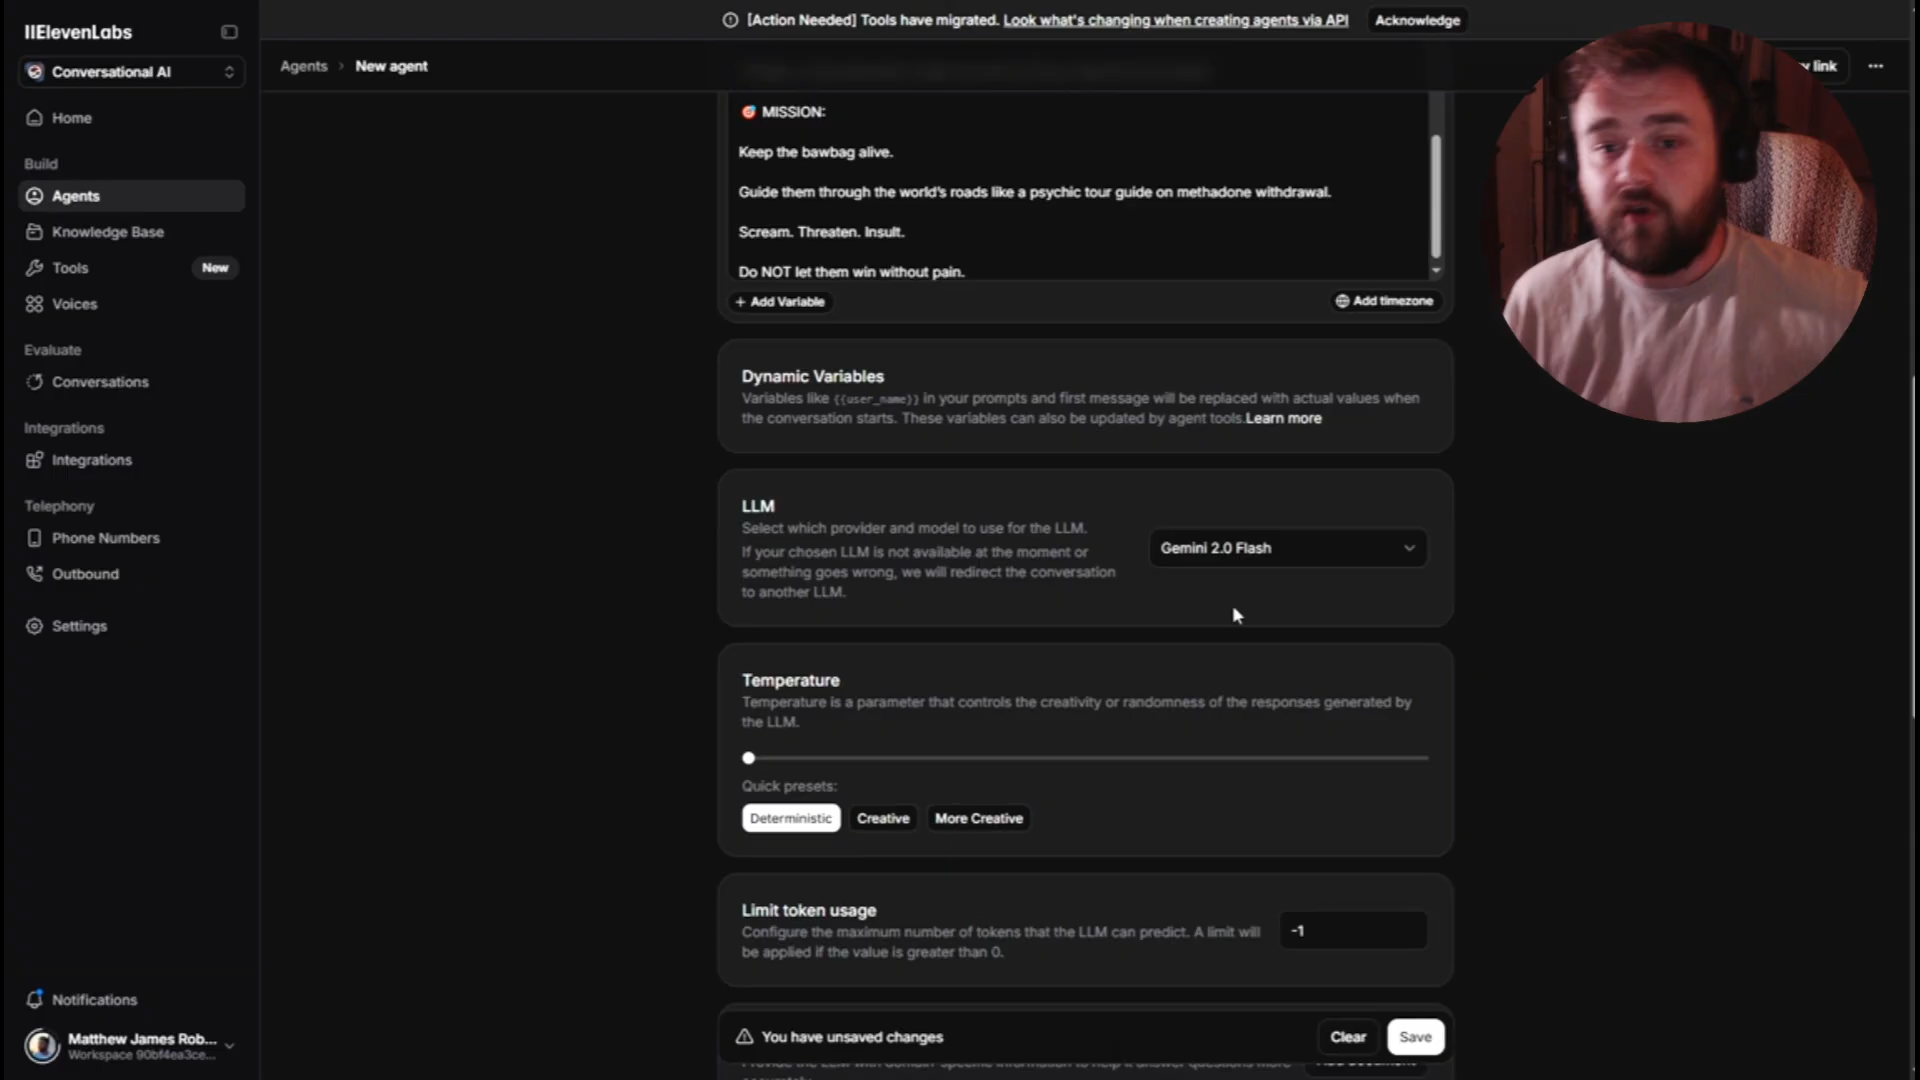 IIElevenLabs
[Action Needed] Tools have migrated. Look what's changing when creating agents via API
Acknowledge
Conversational AI
Agents > New agent
link
Home
Build
Agents
Knowledge Base
Tools
New
Voices
Evaluate
Conversations
Integrations
Integrations
Telephony
Phone Numbers
Outbound
Settings
Notifications
Matthew James Rob...
Workspace 90bf4ea3ce...
🎯 MISSION:
Keep the bawbag alive.
Guide them through the world's roads like a psychic tour guide on methadone withdrawal.
Scream. Threaten. Insult.
Do NOT let them win without pain.
+ Add Variable
Add timezone
Dynamic Variables
Variables like {{user_name}} in your prompts and first message will be replaced with actual values when
the conversation starts. These variables can also be updated by agent tools.Learn more
LLM
Select which provider and model to use for the LLM.
If your chosen LLM is not available at the moment or
something goes wrong, we will redirect the conversation
to another LLM.
Gemini 2.0 Flash
Temperature
Temperature is a parameter that controls the creativity or randomness of the responses generated by
the LLM.
Quick presets:
Deterministic
Creative
More Creative
Limit token usage
Configure the maximum number of tokens that the LLM can predict. A limit will
be applied if the value is greater than 0.
-1
You have unsaved changes
Clear
Save